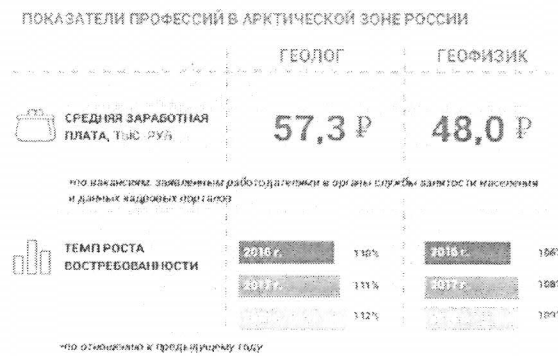 ПОКАЗАТЕЛИ ПРОФЕССИЙ В АРКТИЧЕСКОЙ ЗОНЕ РОССИИ
ГЕОЛОГ ГЕОФИЗИК
СРЕДНЯЯ ЗАРАБОТНАЯ
ПЛАТА, ТЫС. РУБ.
57,3 ₽ 48,0 ₽
*по вакансиям, заявленным работодателями в органы службы занятости населения
и данных кадровых порталов
ТЕМП РОСТА
ВОСТРЕБОВАННОСТИ
2016 г. 110% 2016 г. 106%
2017 г. 111% 2017 г. 108%
112%
*по отношению к предыдущему году